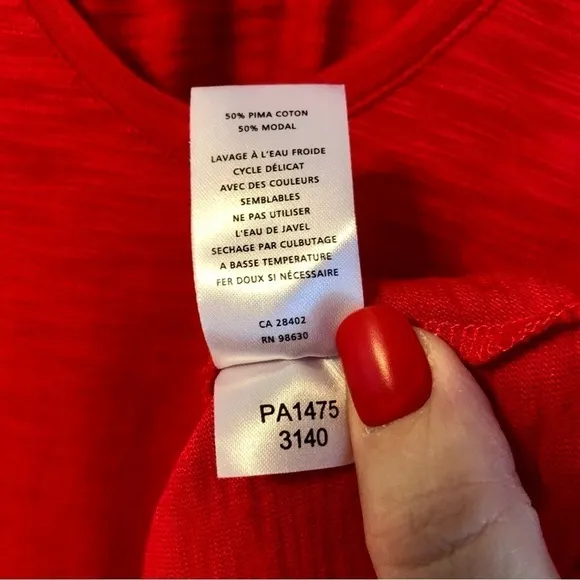 50% PIMA COTON
50% MODAL
LAVAGE À L'EAU FROIDE
CYCLE DÉLICAT
AVEC DES COULEURS
SEMBLABLES
NE PAS UTILISER
L'EAU DE JAVEL
SECHAGE PAR CULBUTAGE
A BASSE TEMPERATURE
FER DOUX SI NÉCESSAIRE
CA 28402
RN 98630
PA1475
3140